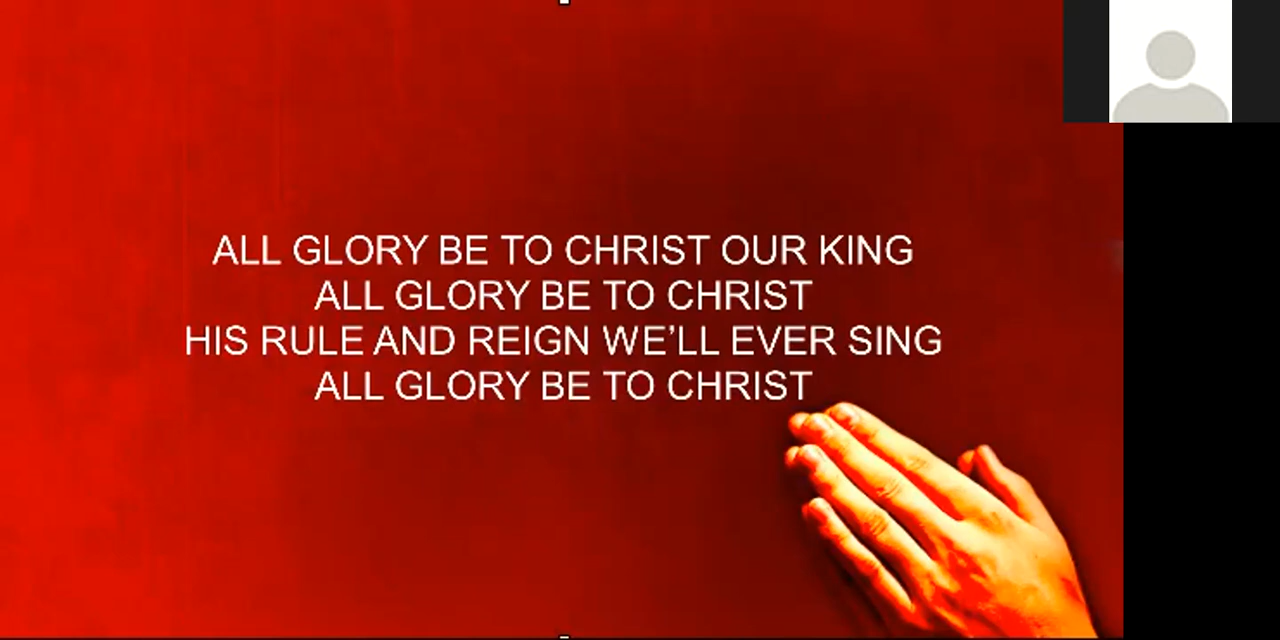 ALL GLORY BE TO CHRIST OUR KING
ALL GLORY BE TO CHRIST
HIS RULE AND REIGN WE’LL EVER SING
ALL GLORY BE TO CHRIST